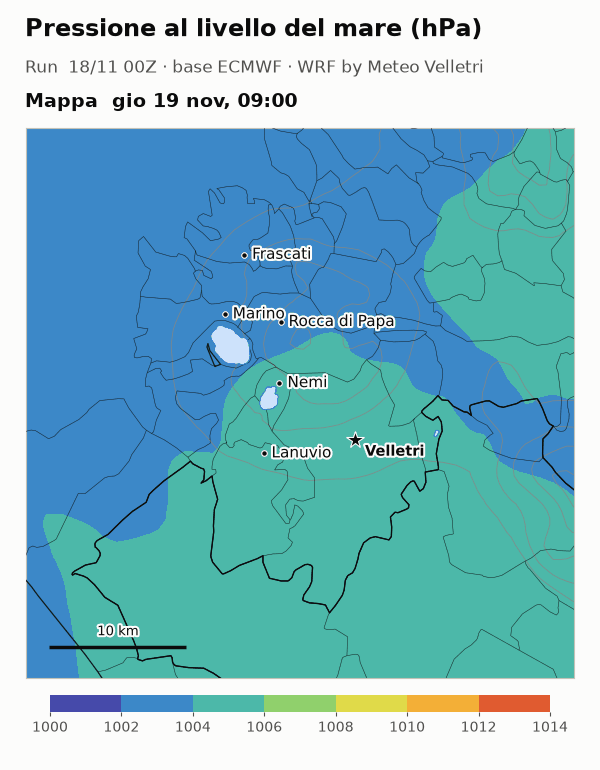 Pressione al livello del mare (hPa)
Run  18/11 00Z · base ECMWF · WRF by Meteo Velletri
Mappa  gio 19 nov, 09:00
Frascati
Marino
Rocca di Papa
Nemi
Velletri
Lanuvio
10 km
1000 1002 1004 1006 1008 1010 1012 1014